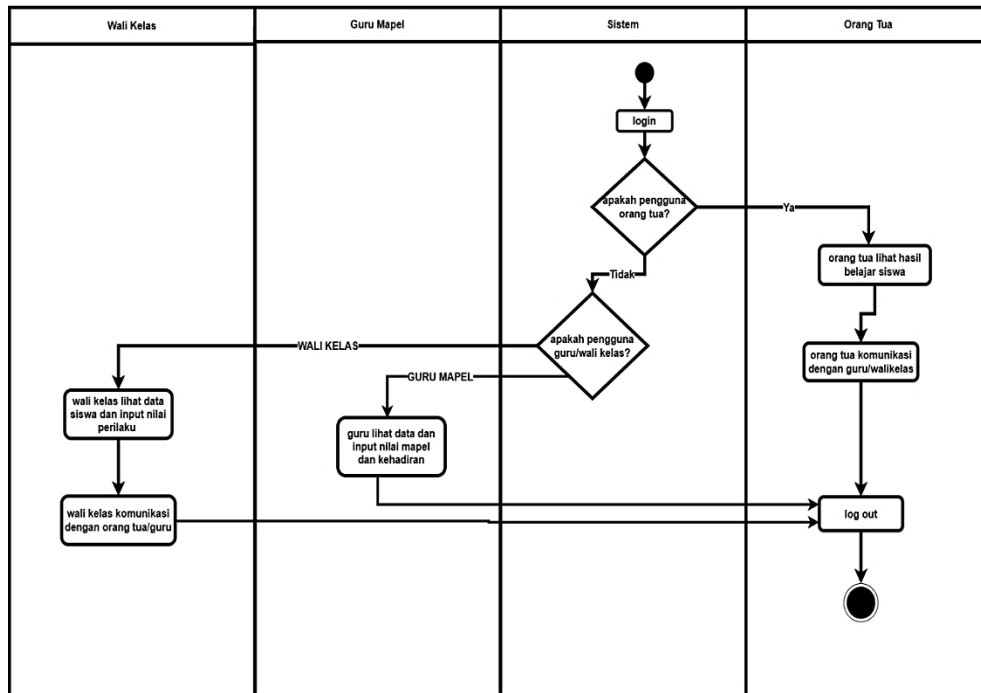 Wali Kelas
Guru Mapel
Sistem
Orang Tua
login
apakah pengguna
orang tua?
Ya
orang tua lihat hasil
belajar siswa
Tidak
apakah pengguna
guru/wali kelas?
WALI KELAS
GURU MAPEL
orang tua komunikasi
dengan guru/walikelas
wali kelas lihat data
siswa dan input nilai
perilaku
guru lihat data dan
input nilai mapel
dan kehadiran
wali kelas komunikasi
dengan orang tua/guru
log out